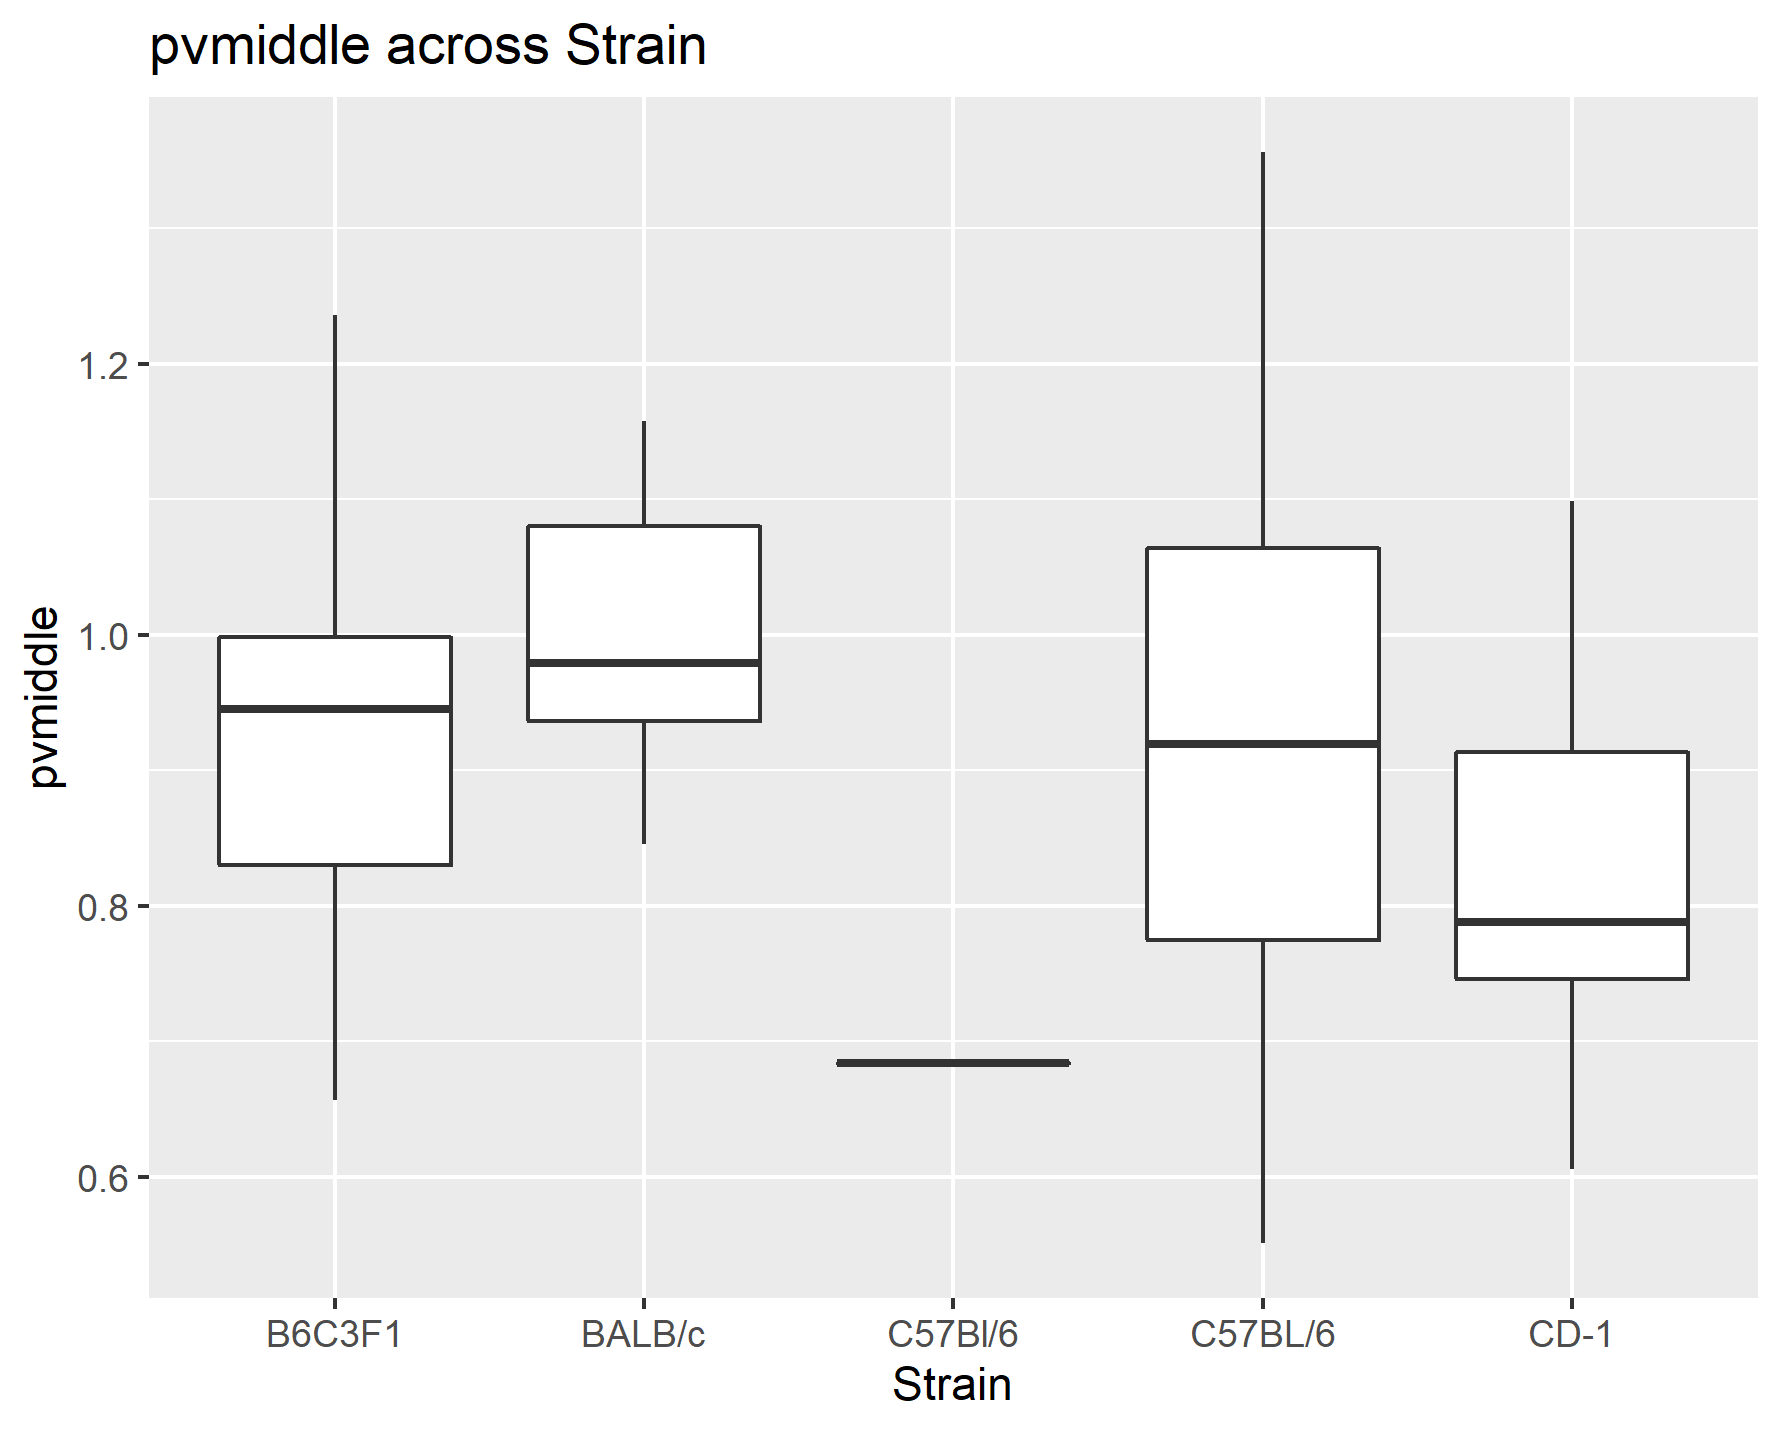 pvmiddle across Strain
pvmiddle
1.2
1.0
0.8
0.6
B6C3F1 BALB/c C57Bl/6 C57BL/6 CD-1
Strain